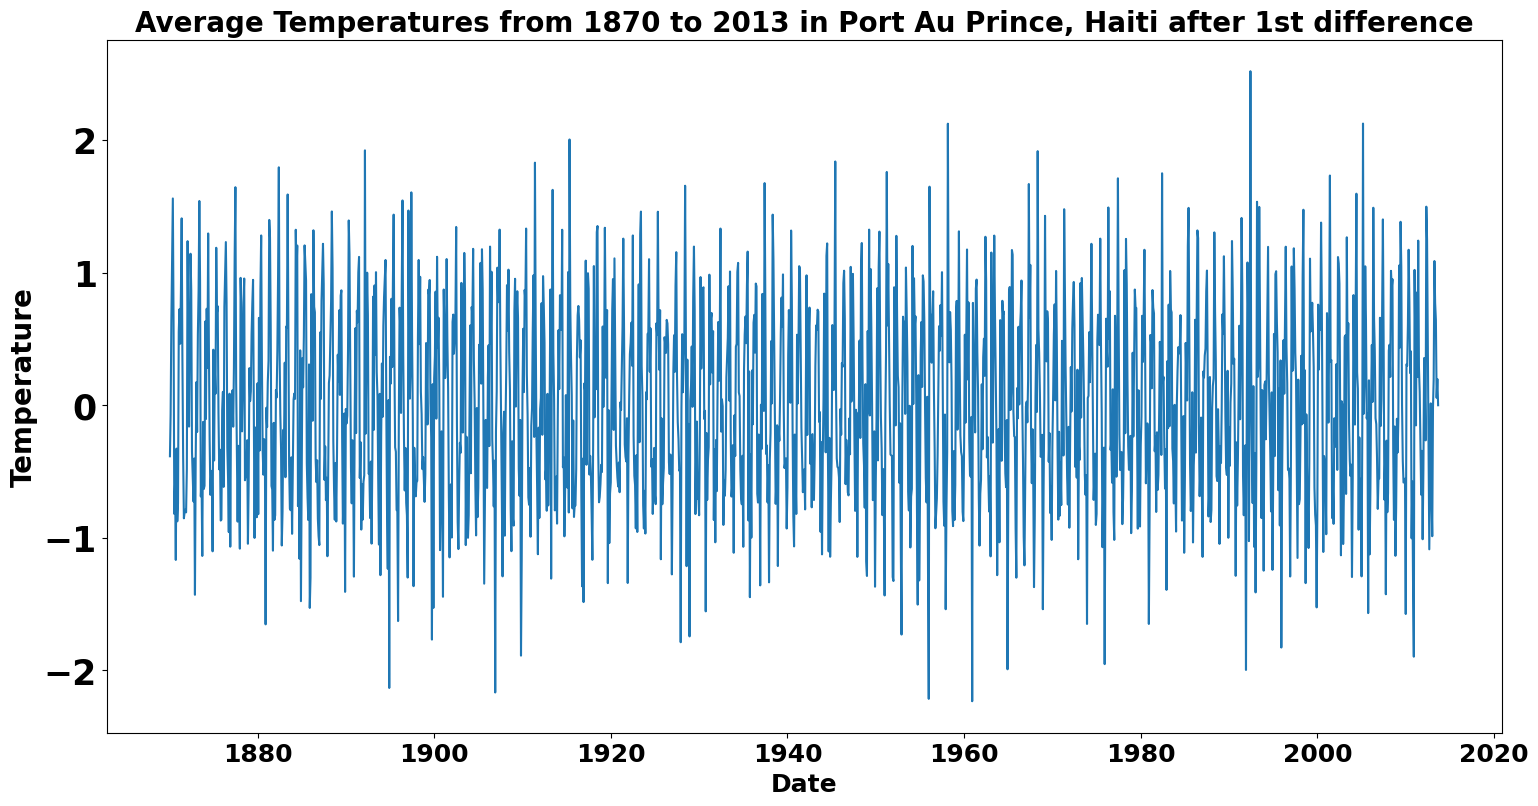 Average Temperatures from 1870 to 2013 in Port Au Prince, Haiti after 1st difference
Temperature
2
1
0
−1
−2
1880 1900 1920 1940 1960 1980 2000 2020
Date